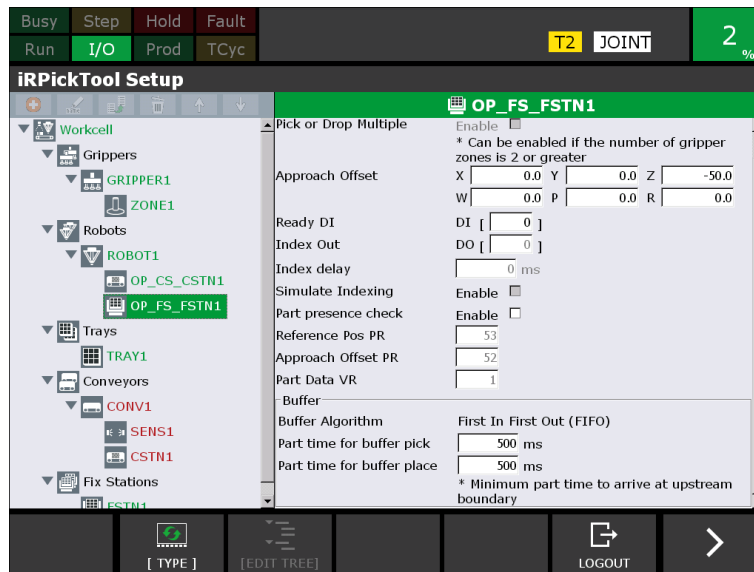 Busy Step Hold Fault
Run I/O Prod TCyc
T2 JOINT
2 %
iRPickTool Setup
OP_FS_FSTN1
Workcell
Grippers
GRIPPER1
ZONE1
Robots
ROBOT1
OP_CS_CSTN1
OP_FS_FSTN1
Trays
TRAY1
Conveyors
CONV1
SENS1
CSTN1
Fix Stations
FSTN1
Pick or Drop Multiple Enable
* Can be enabled if the number of gripper
zones is 2 or greater
Approach Offset X 0.0 Y 0.0 Z -50.0
W 0.0 P 0.0 R 0.0
Ready DI DI [ 0 ]
Index Out DO [ 0 ]
Index delay 0 ms
Simulate Indexing Enable
Part presence check Enable
Reference Pos PR 53
Approach Offset PR 52
Part Data VR 1
Buffer
Buffer Algorithm First In First Out (FIFO)
Part time for buffer pick 500 ms
Part time for buffer place 500 ms
* Minimum part time to arrive at upstream
boundary
[ TYPE ]
[EDIT TREE]
LOGOUT